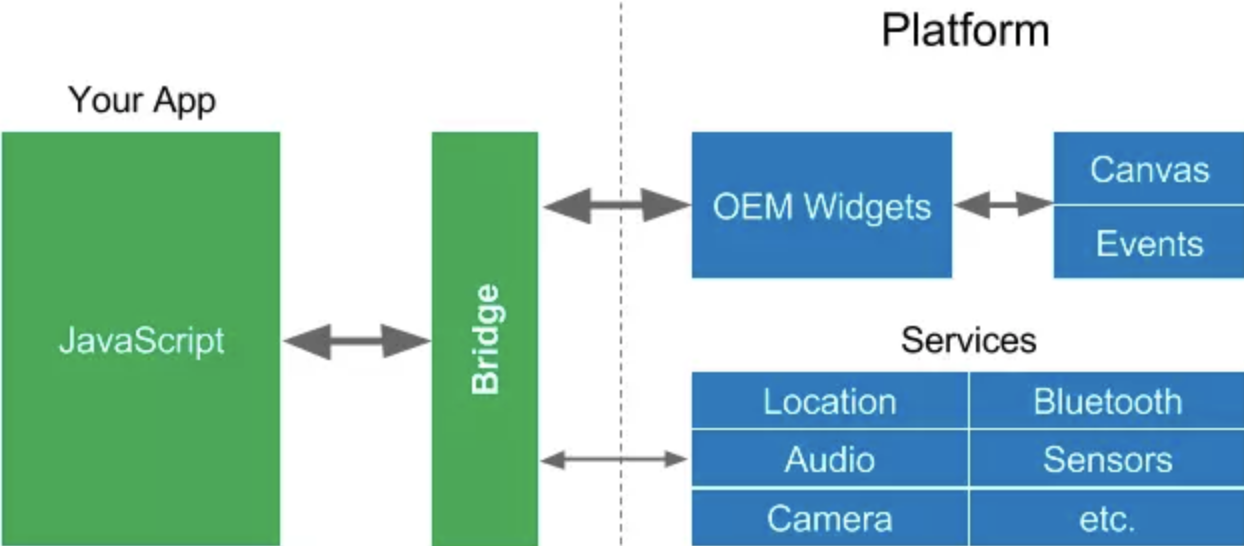 Platform
Your App
JavaScript
Bridge
OEM Widgets
Canvas
Events
Services
Location
Bluetooth
Audio
Sensors
Camera
etc.